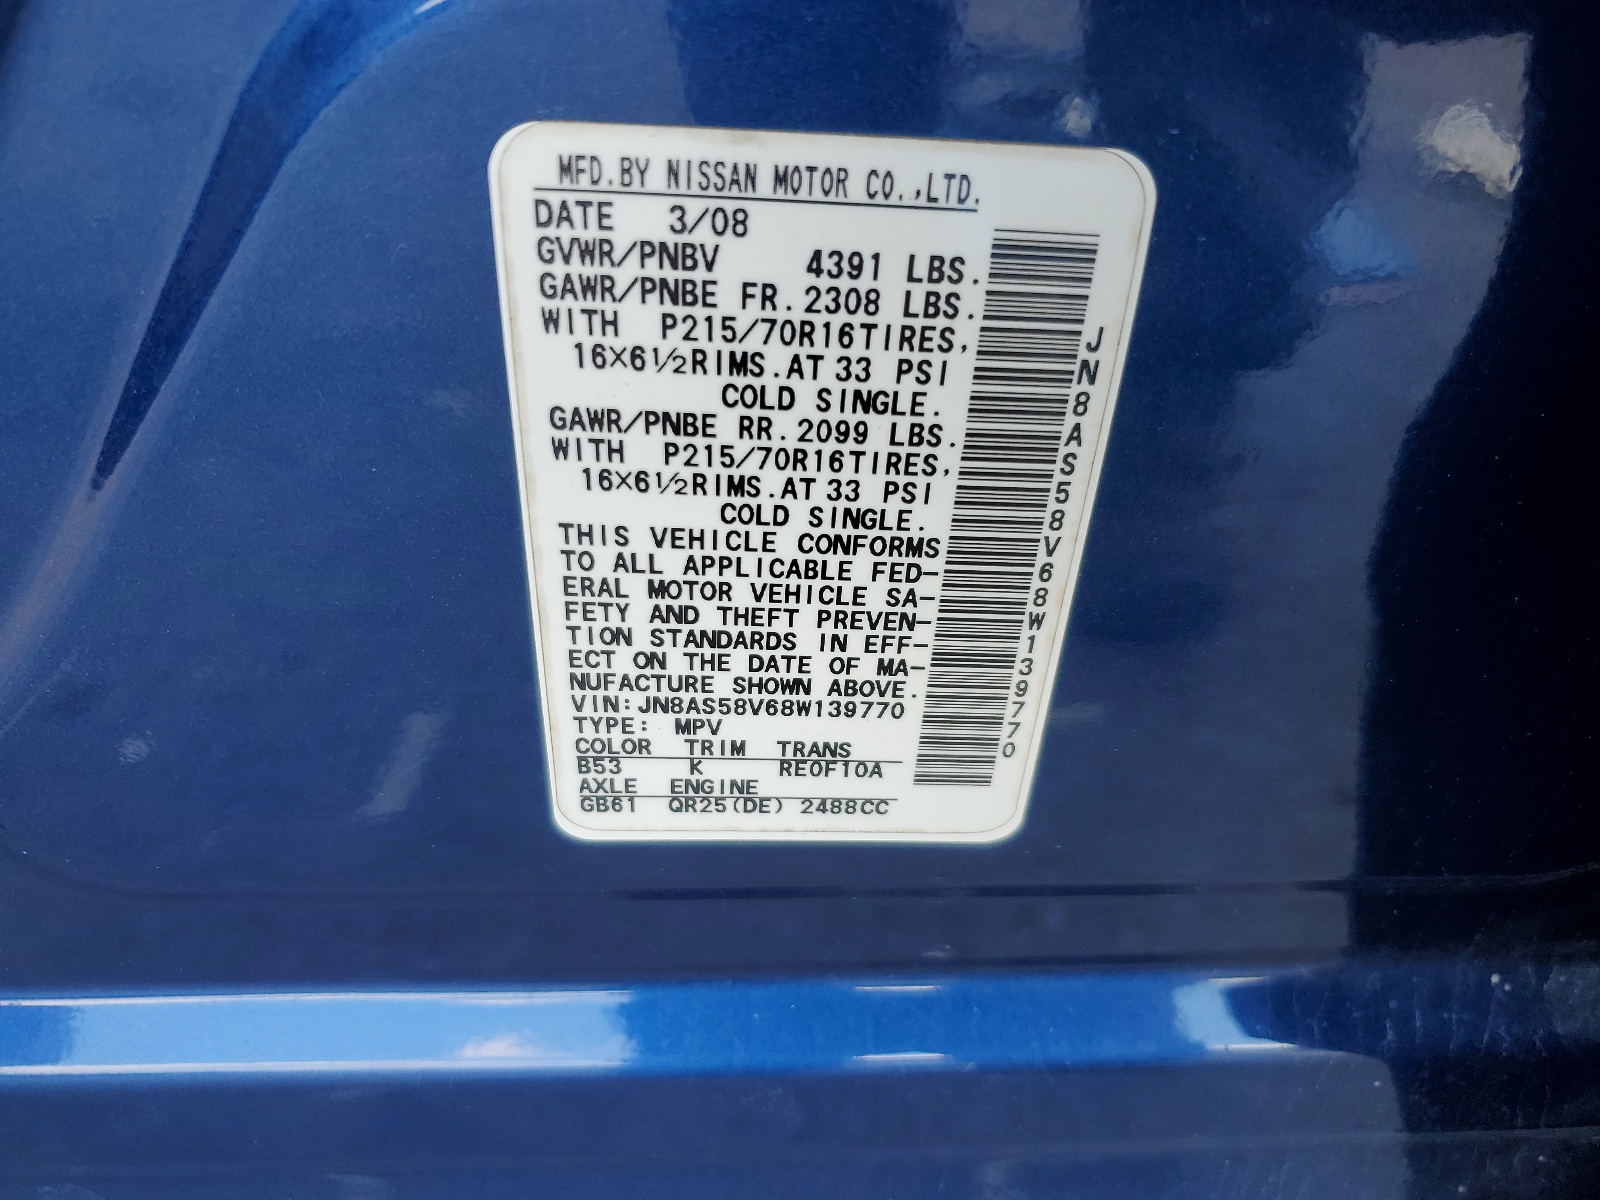 MFD.BY NISSAN MOTOR CO.,LTD.
DATE 3/08
GVWR/PNBV 4391 LBS.
GAWR/PNBE FR. 2308 LBS.
WITH P215/70R16TIRES,
16×6½RIMS.AT 33 PSI
COLD SINGLE.
GAWR/PNBE RR. 2099 LBS.
WITH P215/70R16TIRES,
16×6½RIMS.AT 33 PSI
COLD SINGLE.
THIS VEHICLE CONFORMS
TO ALL APPLICABLE FED-
ERAL MOTOR VEHICLE SA-
FETY AND THEFT PREVEN-
TION STANDARDS IN EFF-
ECT ON THE DATE OF MA-
NUFACTURE SHOWN ABOVE.
VIN:JN8AS58V68W139770
TYPE: MPV
COLOR TRIM TRANS
B53 K RE0F10A
AXLE ENGINE
GB61 QR25(DE) 2488CC
JN8AS58V68W139770